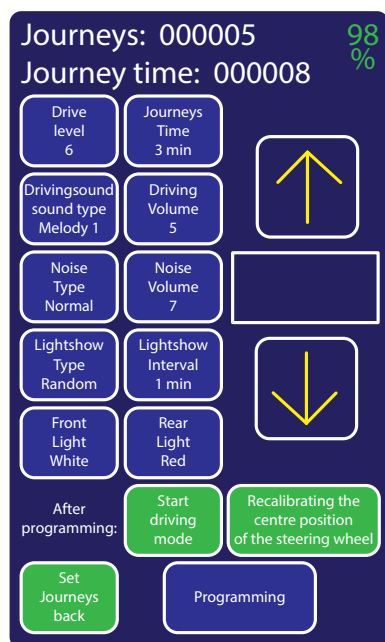 Journeys: 000005
98
%
Journey time: 000008
Drive
level
6
Journeys
Time
3 min
Drivingsound
sound type
Melody 1
Driving
Volume
5
Noise
Type
Normal
Noise
Volume
7
Lightshow
Type
Random
Lightshow
Interval
1 min
Front
Light
White
Rear
Light
Red
After
programming:
Start
driving
mode
Recalibrating the
centre position
of the steering wheel
Set
Journeys
back
Programming